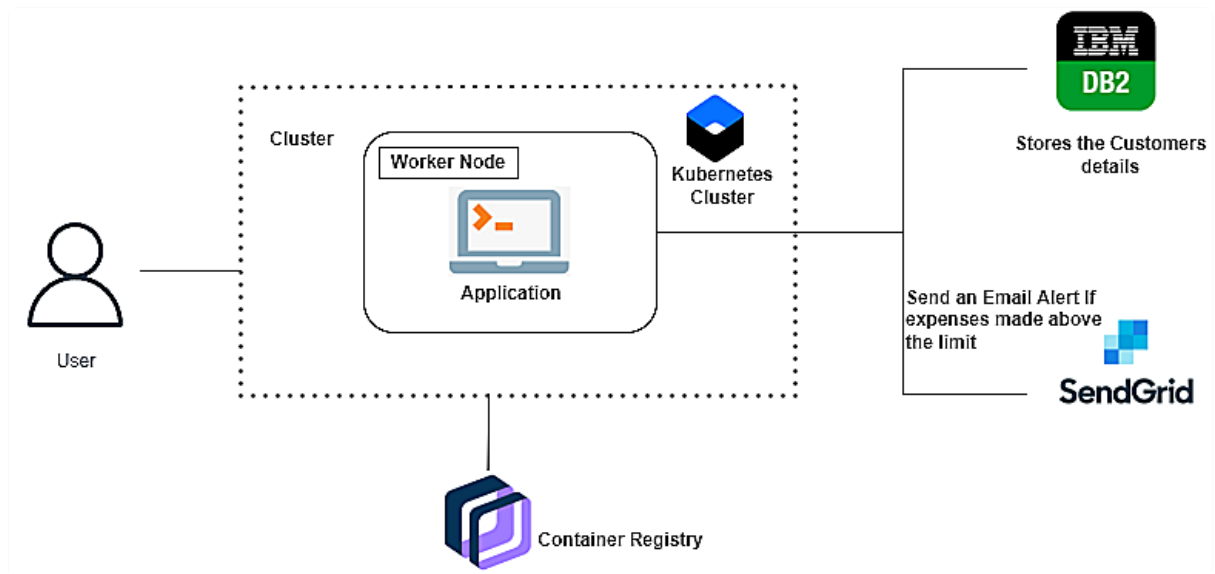 IBM
DB2
Stores the Customers
details
Cluster
Worker Node
Kubernetes
Cluster
Application
User
Send an Email Alert If
expenses made above
the limit
SendGrid
Container Registry